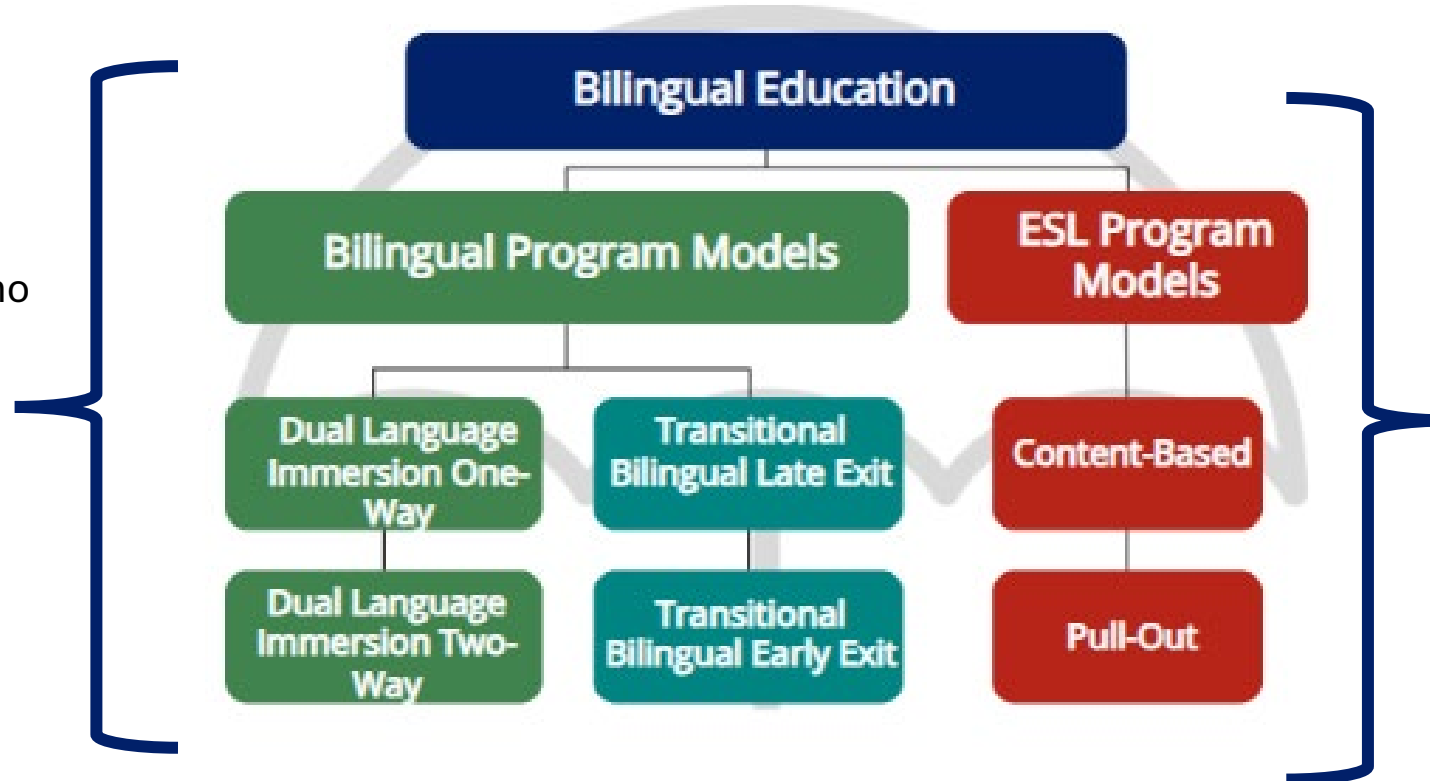 Bilingual Education
Bilingual Program Models
ESL Program
Models
no
Dual Language
Immersion One-
Way
Transitional
Bilingual Late Exit
Content-Based
Dual Language
Immersion Two-
Way
Transitional
Bilingual Early Exit
Pull-Out